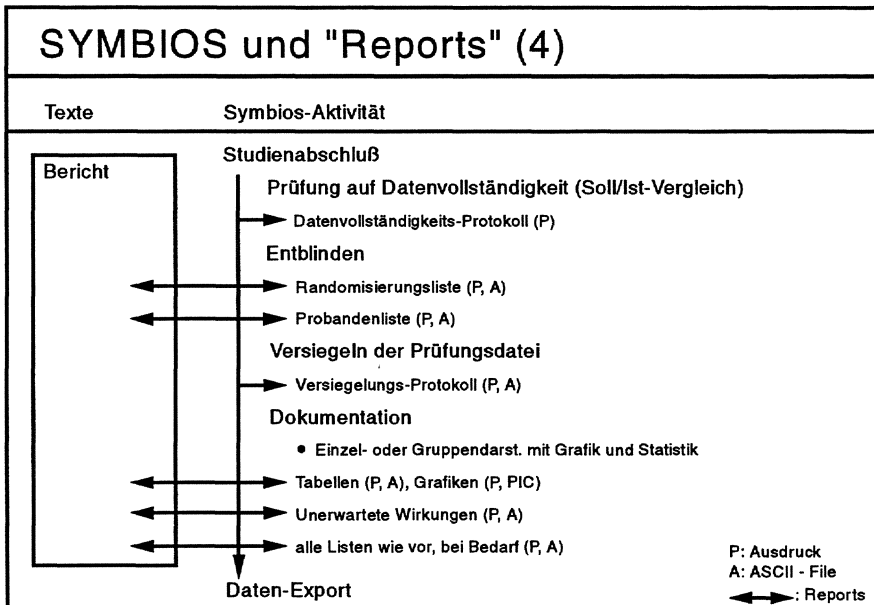 SYMBIOS und "Reports" (4)
Texte Symbios-Aktivität
Studienabschluß
Bericht
Prüfung auf Datenvollständigkeit (Soll/Ist-Vergleich)
Datenvollständigkeits-Protokoll (P)
Entblinden
Randomisierungsliste (P, A)
Probandenliste (P, A)
Versiegeln der Prüfungsdatei
Versiegelungs-Protokoll (P, A)
Dokumentation
• Einzel- oder Gruppendarst. mit Grafik und Statistik
Tabellen (P, A), Grafiken (P, PIC)
Unerwartete Wirkungen (P, A)
alle Listen wie vor, bei Bedarf (P, A)
Daten-Export
P: Ausdruck
A: ASCII - File
: Reports